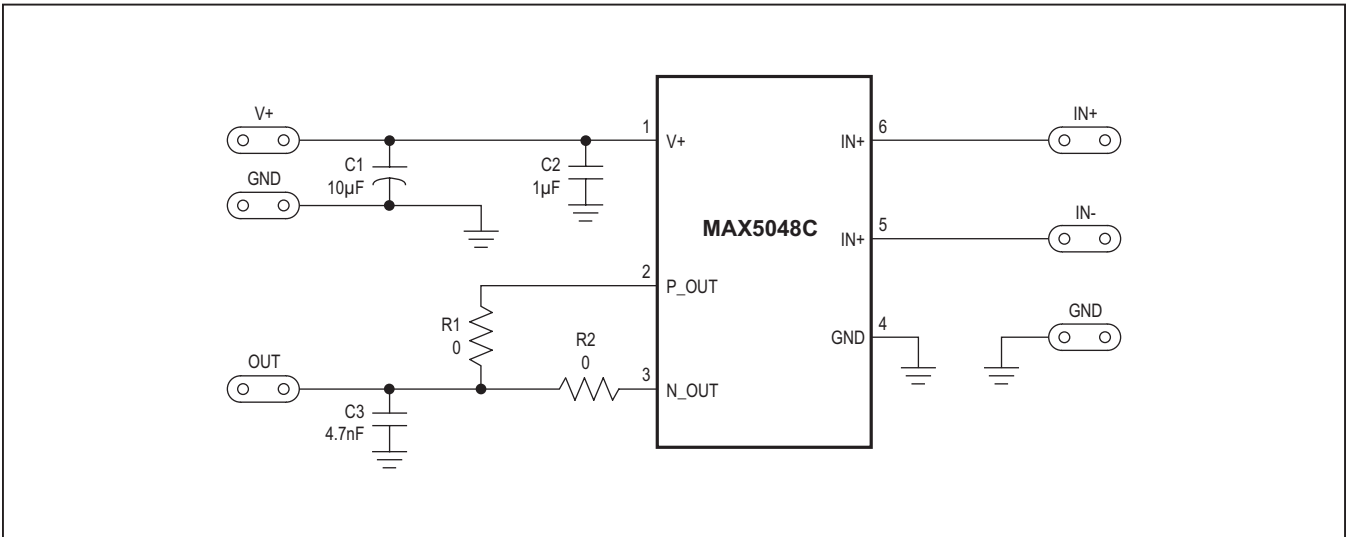 V+
GND
OUT
C1
10µF
C2
1µF
R1
0
R2
0
C3
4.7nF
1
V+
2
P_OUT
3
N_OUT
MAX5048C
IN+
6
IN+
5
GND
4
IN+
IN-
GND